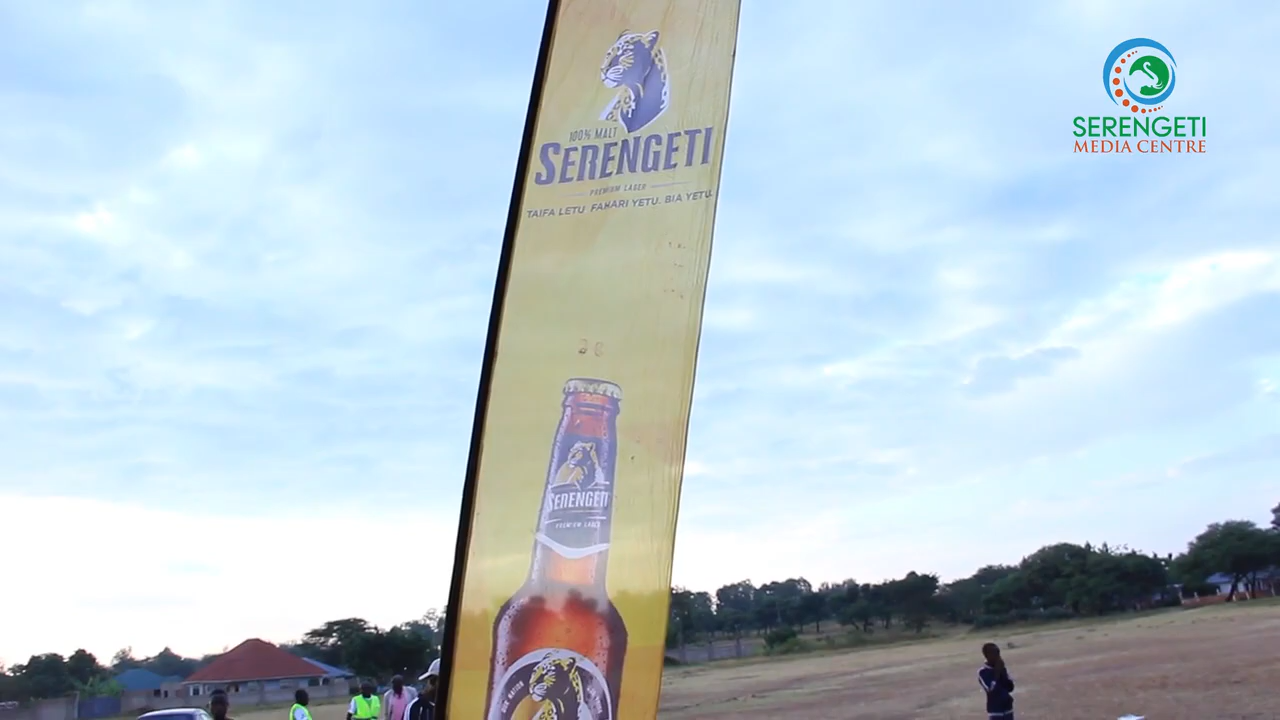 100% MALT
SERENGETI
PREMIUM LAGER
TAIFA LETU. FAHARI YETU. BIA YETU.
SERENGETI
PREMIUM LAGER
SERENGETI
MEDIA CENTRE